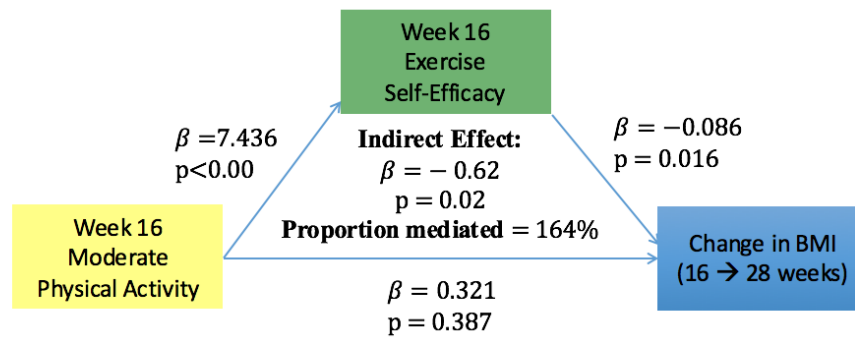 Week 16
Exercise
Self-Efficacy
β =7.436
p<0.00
Indirect Effect:
β = − 0.62
p = 0.02
Proportion mediated = 164%
β = −0.086
p = 0.016
Week 16
Moderate
Physical Activity
Change in BMI
(16 → 28 weeks)
β = 0.321
p = 0.387